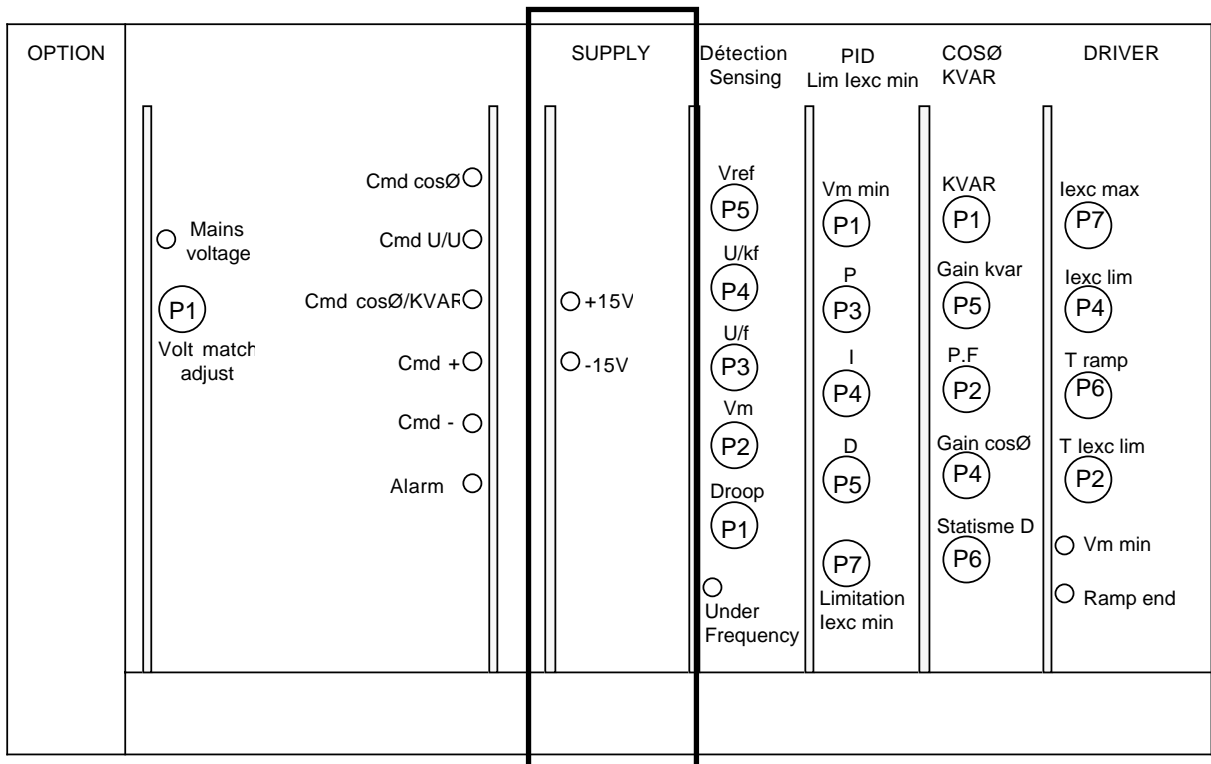 OPTION
SUPPLY
Détection
Sensing
PID
Lim Iexc min
COSØ
KVAR
DRIVER
Mains
voltage
P1
Volt match
adjust
Cmd cosØ
Cmd U/U
Cmd cosØ/KVAR
Cmd +
Cmd -
Alarm
+15V
-15V
Vref
P5
U/kf
P4
U/f
P3
Vm
P2
Droop
P1
Under
Frequency
Vm min
P1
P
P3
I
P4
D
P5
P7
Limitation
Iexc min
KVAR
P1
Gain kvar
P5
P.F
P2
Gain cosØ
P4
Statisme D
P6
Iexc max
P7
Iexc lim
P4
T ramp
P6
T Iexc lim
P2
Vm min
Ramp end